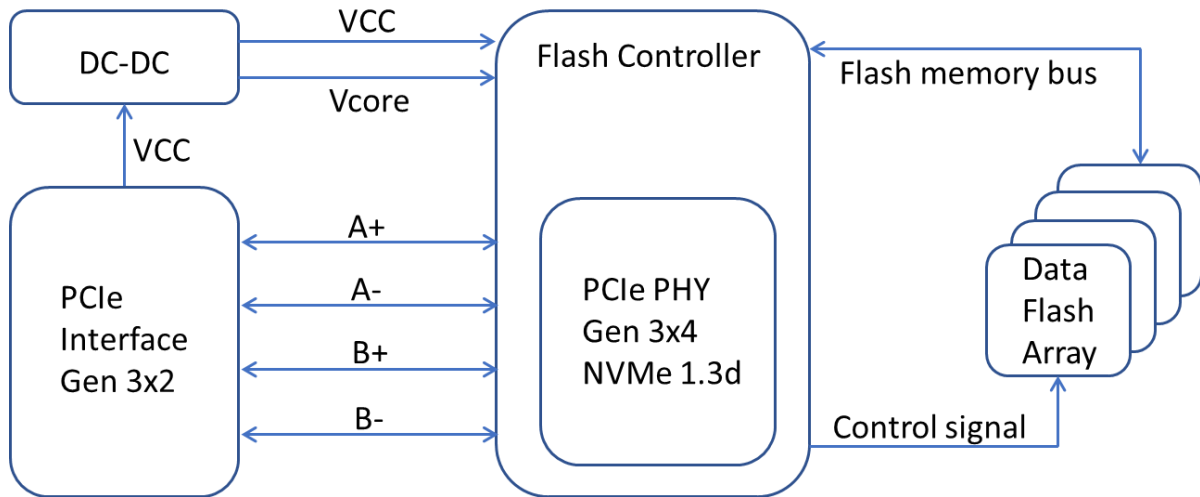 DC-DC
VCC
Vcore
VCC
Flash Controller
Flash memory bus
PCIe
Interface
Gen 3x2
A+
A-
B+
B-
PCIe PHY
Gen 3x4
NVMe 1.3d
Data
Flash
Array
Control signal